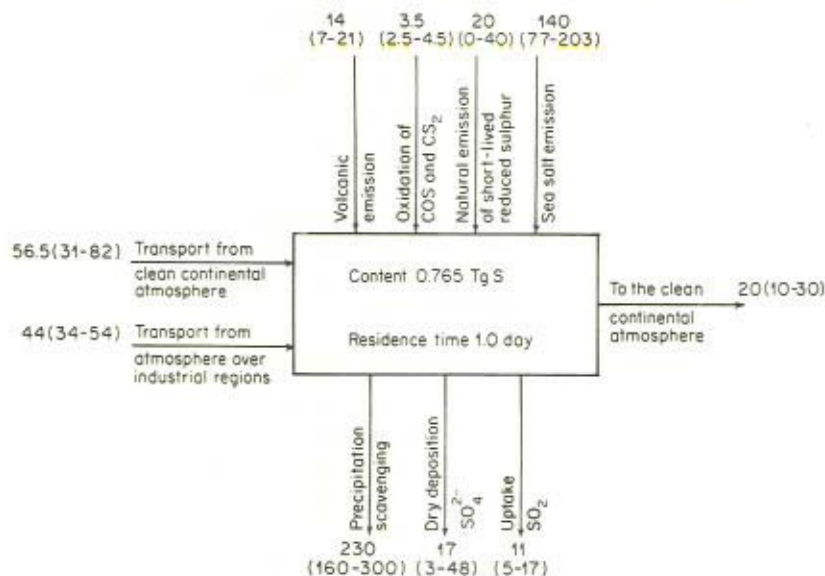 14
(7-21)
3.5
(2.5-4.5)
20
(0-40)
140
(77-203)
Volcanic
emission
Oxidation of
COS and CS₂
Natural emission
of short-lived
reduced sulphur
Sea salt emission
56.5(31-82) Transport from
clean continental
atmosphere
44(34-54) Transport from
atmosphere over
industrial regions
Content 0.765 Tg S
Residence time 1.0 day
To the clean 20(10-30)
continental
atmosphere
Precipitation
scavenging
Dry deposition
SO₄²⁻
Uptake
SO₂
230
(160-300)
17
(3-48)
11
(5-17)